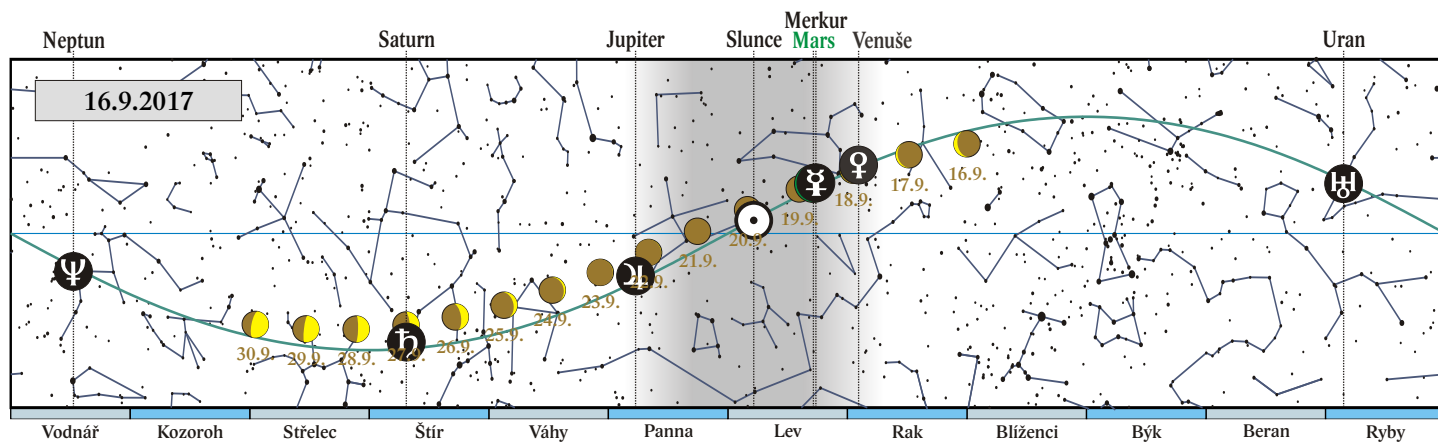 Merkur
Neptun Saturn Jupiter Slunce Mars Venuše Uran
16.9.2017
17.9. 16.9.
18.9.
19.9.
20.9.
21.9.
22.9.
23.9.
24.9.
25.9.
26.9.
30.9. 29.9. 28.9. 27.9.
Vodnář Kozoroh Střelec Štír Váhy Panna Lev Rak Blíženci Býk Beran Ryby